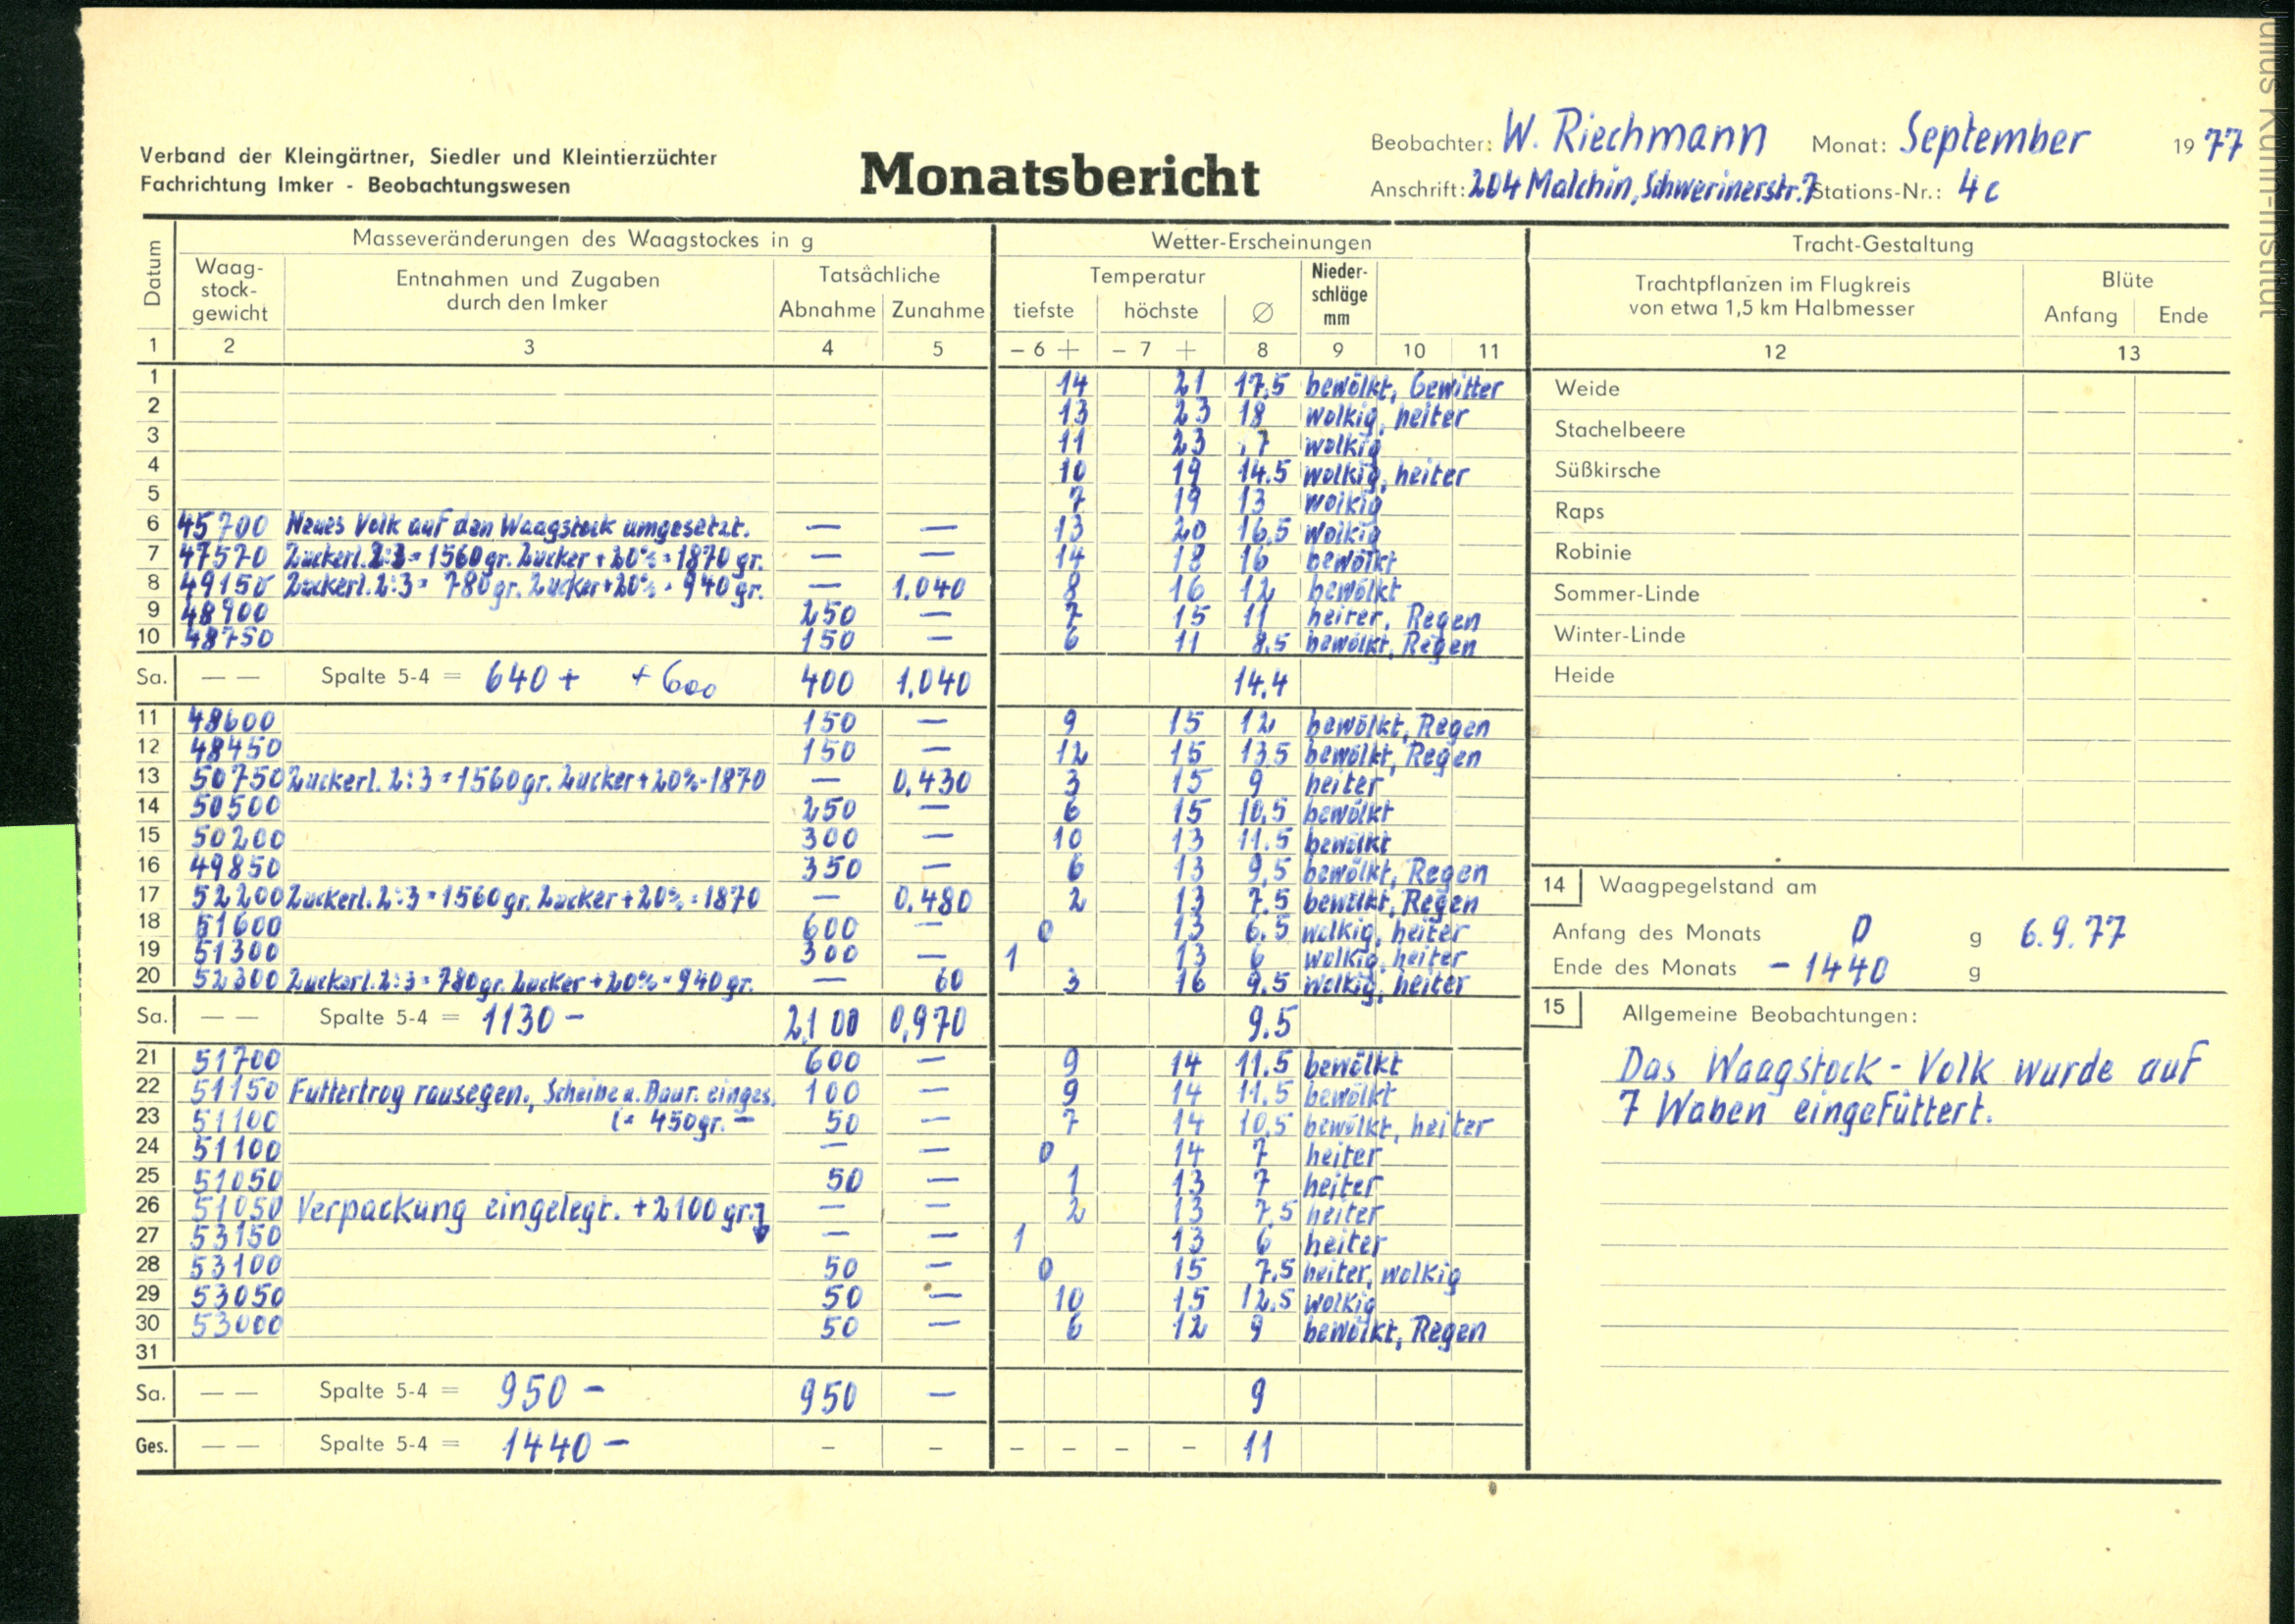 Julius Kühn-Institut
Verband der Kleingärtner, Siedler und Kleintierzüchter
Fachrichtung Imker - Beobachtungswesen
Monatsbericht
Beobachter: W. Riechmann Monat: September 1977
Anschrift: 204 Malchin, Schwerinerstr. 7 Stations-Nr.: 4c
Datum
Masseveränderungen des Waagstockes in g
Wetter-Erscheinungen
Tracht-Gestaltung
Waag-
stock-
gewicht
Entnahmen und Zugaben
durch den Imker
Tatsächliche
Abnahme Zunahme
Temperatur
tiefste höchste ∅
Nieder-
schläge
mm
Trachtpflanzen im Flugkreis
von etwa 1,5 km Halbmesser
Blüte
Anfang Ende
1 2 3 4 5 − 6 + − 7 + 8 9 10 11 12 13
1 14 21 17.5 bewölkt, Gewitter
2 13 23 18 wolkig, heiter
3 11 23 17 wolkig
4 10 19 14.5 wolkig, heiter
5 7 19 13 wolkig
6 45700 Neues Volk auf den Waagstock umgesetzt. — — 13 20 16.5 wolkig
7 47570 Zuckerl. 2:3 = 1560 gr. Zucker + 20% = 1870 gr. — — 14 18 16 bewölkt
8 49150 Zuckerl. 2:3 = 780 gr. Zucker + 20% = 940 gr. — 1.040 8 16 12 bewölkt
9 48900 250 — 7 15 11 heiter, Regen
10 48750 150 — 6 11 8.5 bewölkt, Regen
Sa. — — Spalte 5-4 = 640 + + 600 400 1.040 14.4
11 48600 150 — 9 15 12 bewölkt, Regen
12 48450 150 — 12 15 13.5 bewölkt, Regen
13 50750 Zuckerl. 2:3 = 1560 gr. Zucker + 20% = 1870 — 0.430 3 15 9 heiter
14 50500 250 — 6 15 10.5 bewölkt
15 50200 300 — 10 13 11.5 bewölkt
16 49850 350 — 6 13 9.5 bewölkt, Regen
17 52200 Zuckerl. 2:3 = 1560 gr. Zucker + 20% = 1870 — 0.480 2 13 7.5 bewölkt, Regen
18 51600 600 — 0 13 6.5 wolkig, heiter
19 51300 300 — 1 13 6 wolkig, heiter
20 52300 Zuckerl. 2:3 = 780 gr. Zucker + 20% = 940 gr. — 60 3 16 9.5 wolkig, heiter
Sa. — — Spalte 5-4 = 1130 − 2100 0,970 9.5
21 51700 600 — 9 14 11.5 bewölkt
22 51150 Futtertrog rausegen., Scheibe u. Baur. einges. 100 — 9 14 11.5 bewölkt
23 51100 (= 450 gr. − 50 — 7 14 10.5 bewölkt, heiter
24 51100 — — 0 14 7 heiter
25 51050 50 — 1 13 7 heiter
26 51050 Verpackung eingelegt. + 2100 gr. — — 2 13 7.5 heiter
27 53150 — — 1 13 6 heiter
28 53100 50 — 0 15 7.5 heiter, wolkig
29 53050 50 — 10 15 12.5 wolkig
30 53000 50 — 6 12 9 bewölkt, Regen
31
Sa. — — Spalte 5-4 = 950 − 950 — 9
Ges. — — Spalte 5-4 = 1440 − – – – – – – 11
Weide
Stachelbeere
Süßkirsche
Raps
Robinie
Sommer-Linde
Winter-Linde
Heide
14 Waagpegelstand am
Anfang des Monats 0 g 6.9.77
Ende des Monats − 1440 g
15 Allgemeine Beobachtungen:
Das Waagstock-Volk wurde auf
7 Waben eingefüttert.